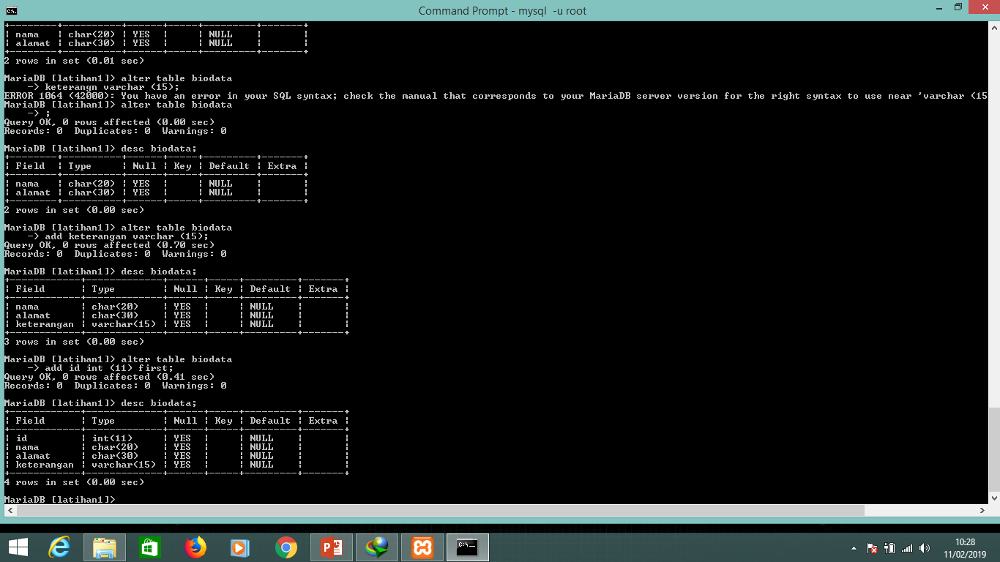 Command Prompt - mysql  -u root
+---------+----------+------+-----+---------+-------+
| nama    | char(20) | YES  |     | NULL    |       |
| alamat  | char(30) | YES  |     | NULL    |       |
+---------+----------+------+-----+---------+-------+
2 rows in set (0.01 sec)
MariaDB [latihan1]> alter table biodata
    -> keterangn varchar (15);
ERROR 1064 (42000): You have an error in your SQL syntax; check the manual that corresponds to your MariaDB server version for the right syntax to use near 'varchar (15
MariaDB [latihan1]> alter table biodata
    -> ;
Query OK, 0 rows affected (0.00 sec)
Records: 0  Duplicates: 0  Warnings: 0
MariaDB [latihan1]> desc biodata;
+---------+----------+------+-----+---------+-------+
| Field   | Type     | Null | Key | Default | Extra |
+---------+----------+------+-----+---------+-------+
| nama    | char(20) | YES  |     | NULL    |       |
| alamat  | char(30) | YES  |     | NULL    |       |
+---------+----------+------+-----+---------+-------+
2 rows in set (0.00 sec)
MariaDB [latihan1]> alter table biodata
    -> add keterangan varchar (15);
Query OK, 0 rows affected (0.70 sec)
Records: 0  Duplicates: 0  Warnings: 0
MariaDB [latihan1]> desc biodata;
+------------+-------------+------+-----+---------+-------+
| Field      | Type        | Null | Key | Default | Extra |
+------------+-------------+------+-----+---------+-------+
| nama       | char(20)    | YES  |     | NULL    |       |
| alamat     | char(30)    | YES  |     | NULL    |       |
| keterangan | varchar(15) | YES  |     | NULL    |       |
+------------+-------------+------+-----+---------+-------+
3 rows in set (0.00 sec)
MariaDB [latihan1]> alter table biodata
    -> add id int (11) first;
Query OK, 0 rows affected (0.41 sec)
Records: 0  Duplicates: 0  Warnings: 0
MariaDB [latihan1]> desc biodata;
+------------+-------------+------+-----+---------+-------+
| Field      | Type        | Null | Key | Default | Extra |
+------------+-------------+------+-----+---------+-------+
| id         | int(11)     | YES  |     | NULL    |       |
| nama       | char(20)    | YES  |     | NULL    |       |
| alamat     | char(30)    | YES  |     | NULL    |       |
| keterangan | varchar(15) | YES  |     | NULL    |       |
+------------+-------------+------+-----+---------+-------+
4 rows in set (0.00 sec)
MariaDB [latihan1]>
10:28
11/02/2019